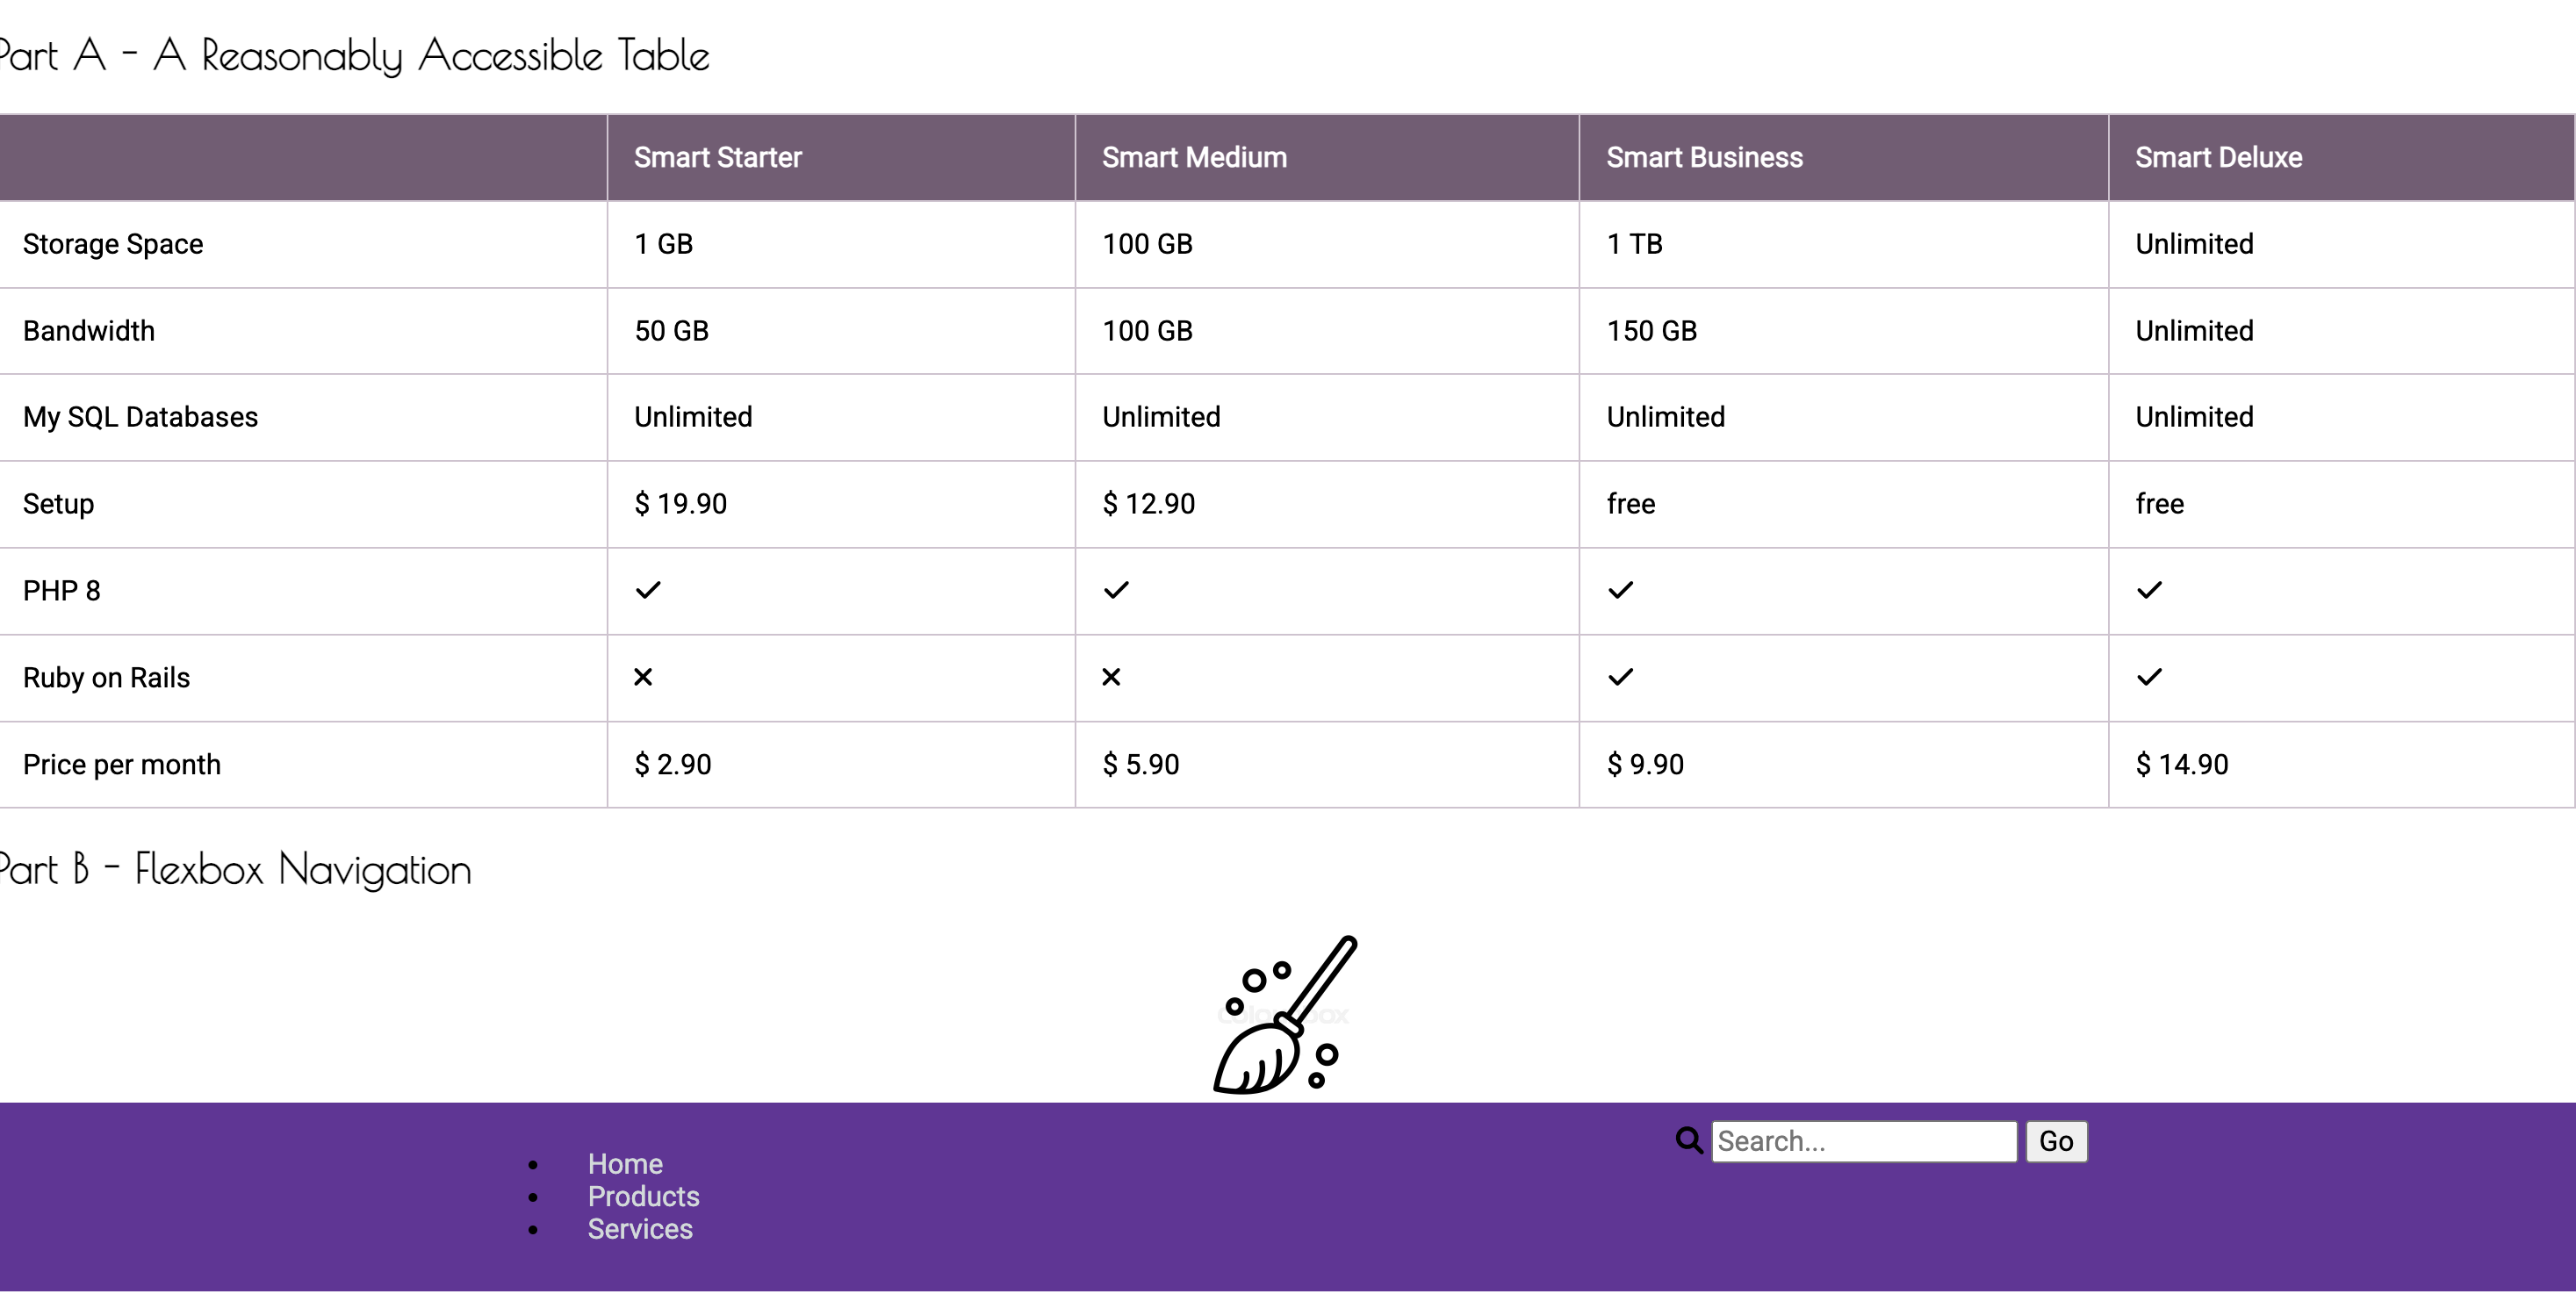 Part A - A Reasonably Accessible Table
Smart Starter Smart Medium Smart Business Smart Deluxe
Storage Space 1 GB 100 GB 1 TB Unlimited
Bandwidth 50 GB 100 GB 150 GB Unlimited
My SQL Databases Unlimited Unlimited Unlimited Unlimited
Setup $ 19.90 $ 12.90 free free
PHP 8 ✓ ✓ ✓ ✓
Ruby on Rails ✕ ✕ ✓ ✓
Price per month $ 2.90 $ 5.90 $ 9.90 $ 14.90
Part B - Flexbox Navigation
Search... Go
• Home
• Products
• Services